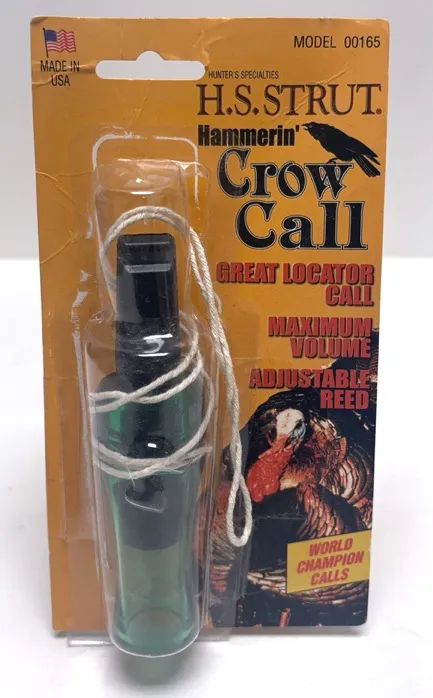 MADE IN
USA
MODEL 00165
HUNTER'S SPECIALTIES
H.S. STRUT.
Hammerin'
Crow
Call
GREAT LOCATOR
CALL
MAXIMUM
VOLUME
ADJUSTABLE
REED
WORLD
CHAMPION
CALLS